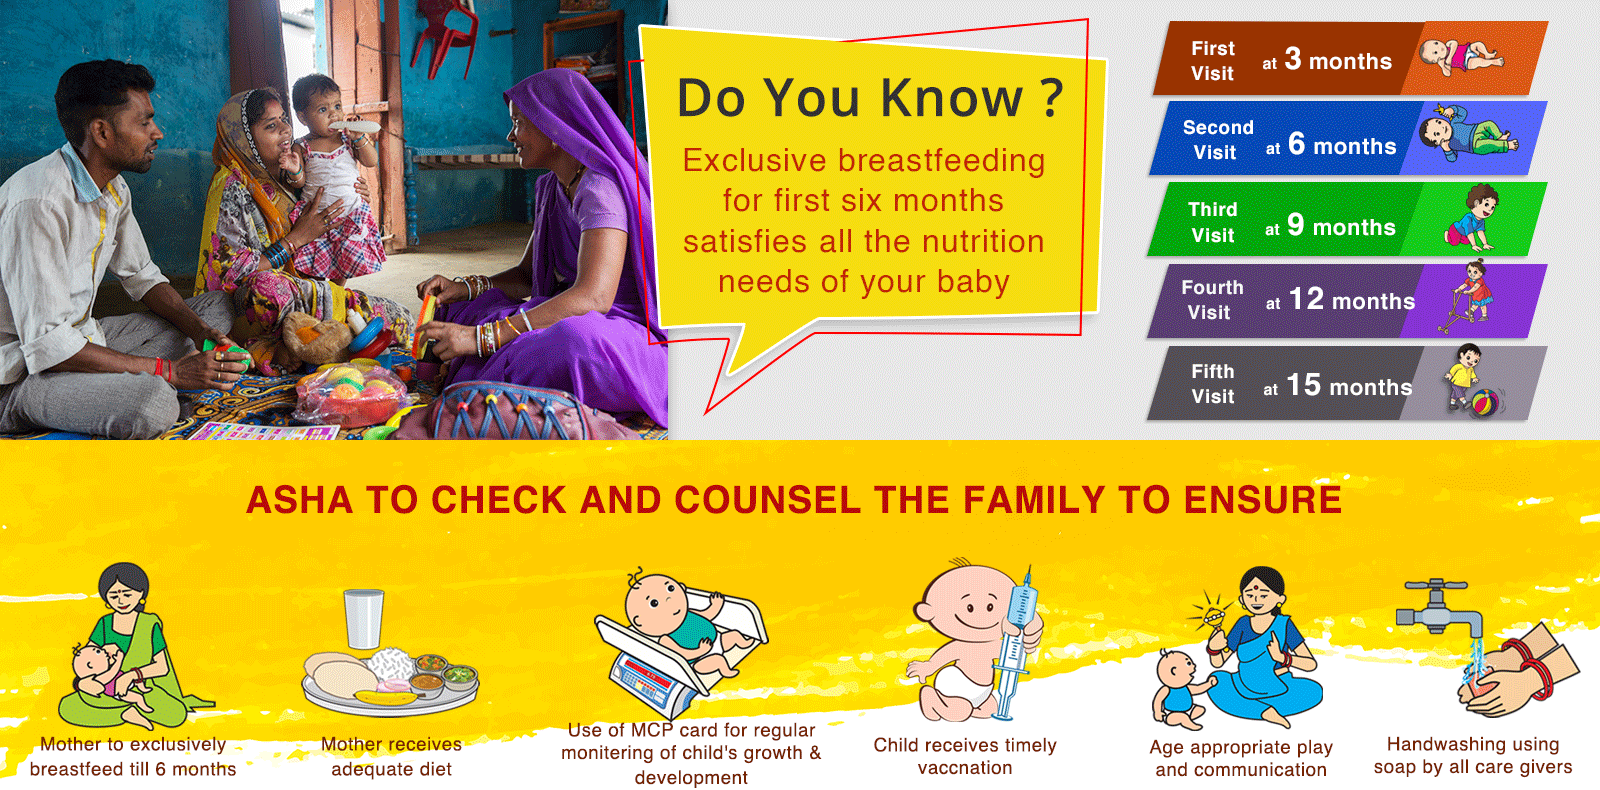 Do You Know ?
Exclusive breastfeeding
for first six months
satisfies all the nutrition
needs of your baby
First
Visit
at 3 months
Second
Visit
at 6 months
Third
Visit
at 9 months
Fourth
Visit
at 12 months
Fifth
Visit
at 15 months
ASHA TO CHECK AND COUNSEL THE FAMILY TO ENSURE
Mother to exclusively
breastfeed till 6 months
Mother receives
adequate diet
Use of MCP card for regular
monitering of child's growth &
development
Child receives timely
vaccnation
Age appropriate play
and communication
Handwashing using
soap by all care givers